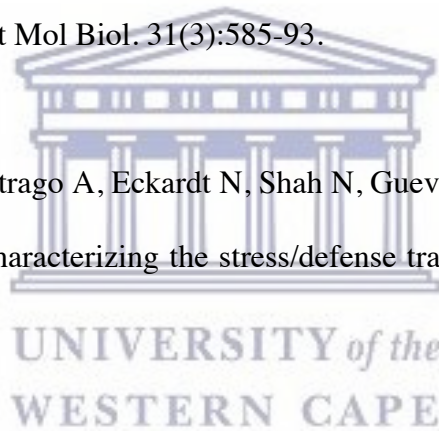 t Mol Biol. 31(3):585-93.
trago A, Eckardt N, Shah N, Guev
haracterizing the stress/defense tra
UNIVERSITY of the
WESTERN CAPE